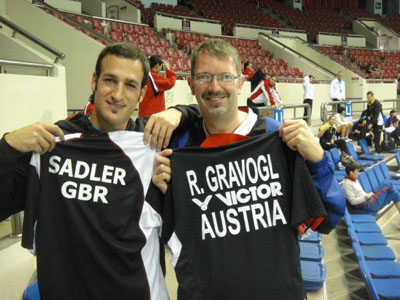 SADLER
GBR
R. GRAVOGL
VICTOR
AUSTRIA